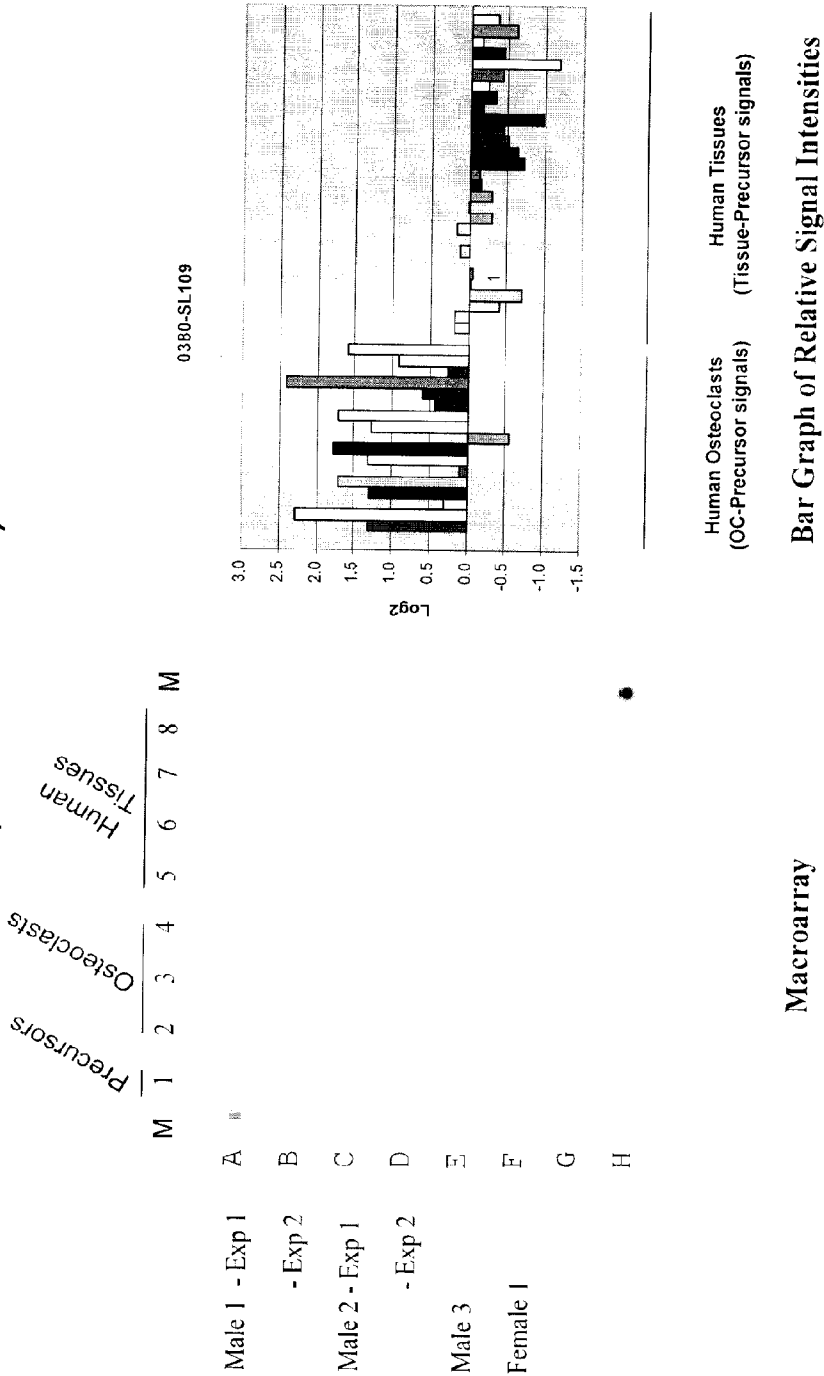 Precursors
Osteoclasts
Human
Tissues
M 1 2 3 4 5 6 7 8 M
Male 1 - Exp 1 A
- Exp 2 B
Male 2 - Exp 1 C
- Exp 2 D
Male 3 E
Female 1 F
G
H
Macroarray
0380-SL109
Log2
3.0
2.5
2.0
1.5
1.0
0.5
0.0
-0.5
-1.0
-1.5
1
Human Osteoclasts
(OC-Precursor signals)
Human Tissues
(Tissue-Precursor signals)
Bar Graph of Relative Signal Intensities